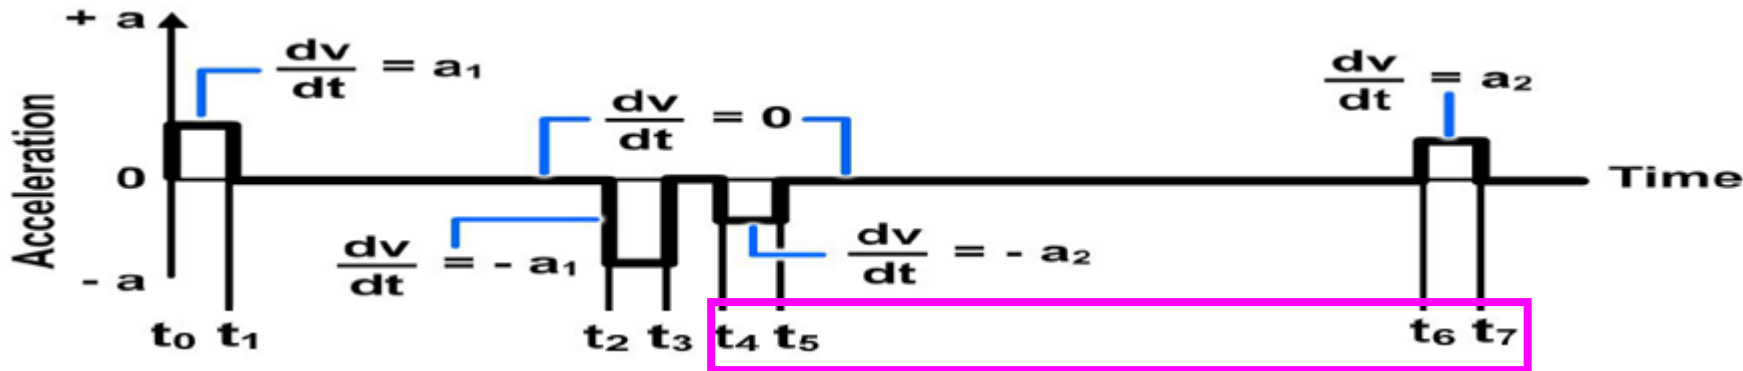 + a
dv/dt = a₁
dv/dt = a₂
dv/dt = 0
Acceleration
0
Time
dv/dt = - a₁
dv/dt = - a₂
- a
t₀ t₁ t₂ t₃ t₄ t₅ t₆ t₇